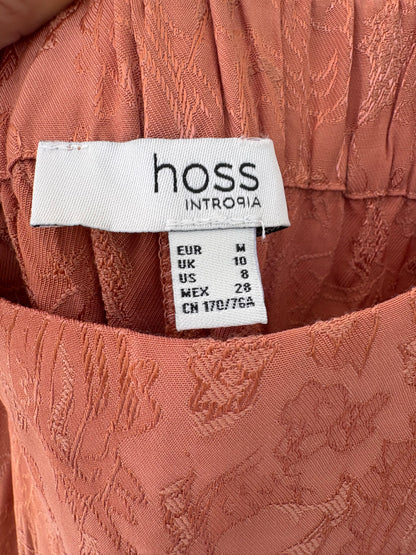 hoss
INTROPIA
EUR M
UK 10
US 8
MEX 28
CN 170/76A